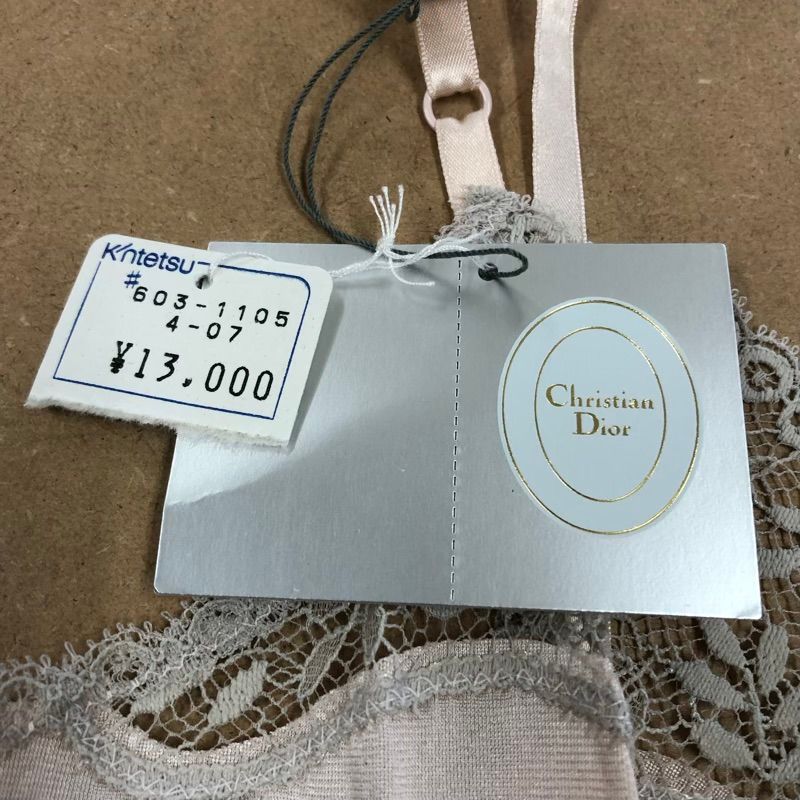 Kintetsu
#
603-1105
4-07
¥13,000
Christian
Dior